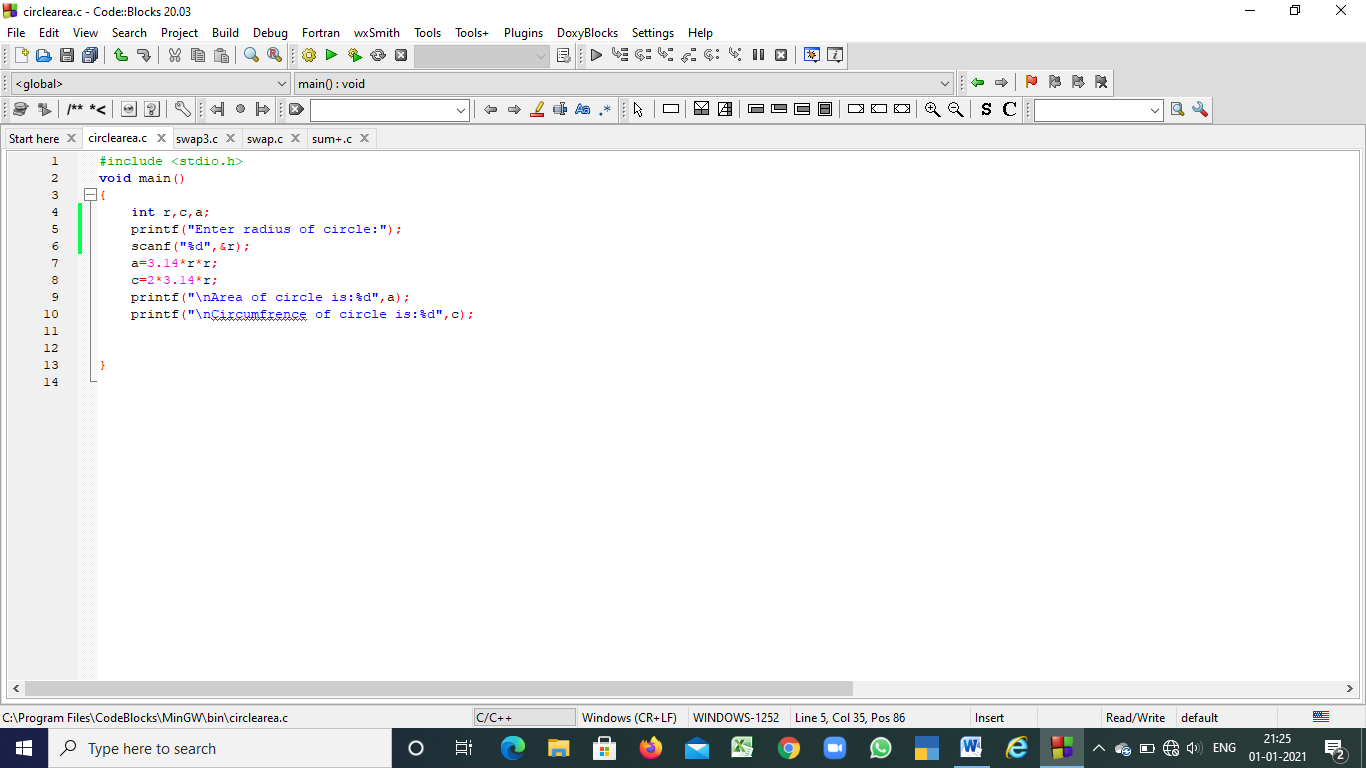 circlearea.c - Code::Blocks 20.03
File Edit View Search Project Build Debug Fortran wxSmith Tools Tools+ Plugins DoxyBlocks Settings Help
<global> main() : void
/** *< Aa .* S C
Start here circlearea.c swap3.c swap.c sum+.c
1 #include <stdio.h>
2 void main()
3 {
4 int r,c,a;
5 printf("Enter radius of circle:");
6 scanf("%d",&r);
7 a=3.14*r*r;
8 c=2*3.14*r;
9 printf("\nArea of circle is:%d",a);
10 printf("\nCircumfrence of circle is:%d",c);
11
12
13 }
14
C:\Program Files\CodeBlocks\MinGW\bin\circlearea.c C/C++ Windows (CR+LF) WINDOWS-1252 Line 5, Col 35, Pos 86 Insert Read/Write default
Type here to search ENG 21:25
01-01-2021 2